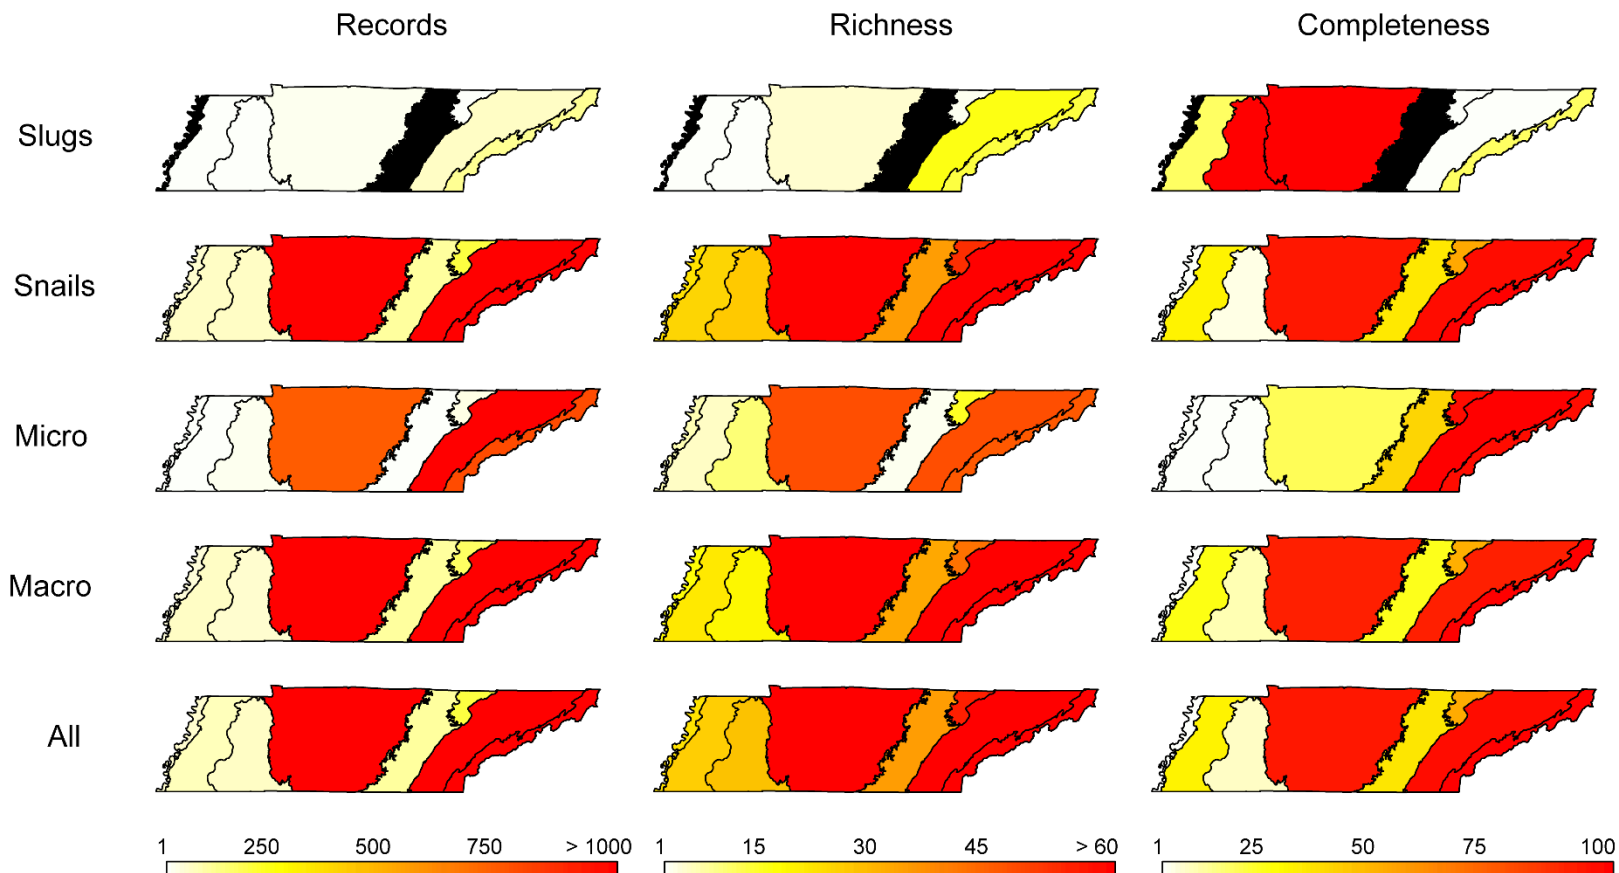 Records Richness Completeness
Slugs
Snails
Micro
Macro
All
1 250 500 750 > 1000 1 15 30 45 > 60 1 25 50 75 100